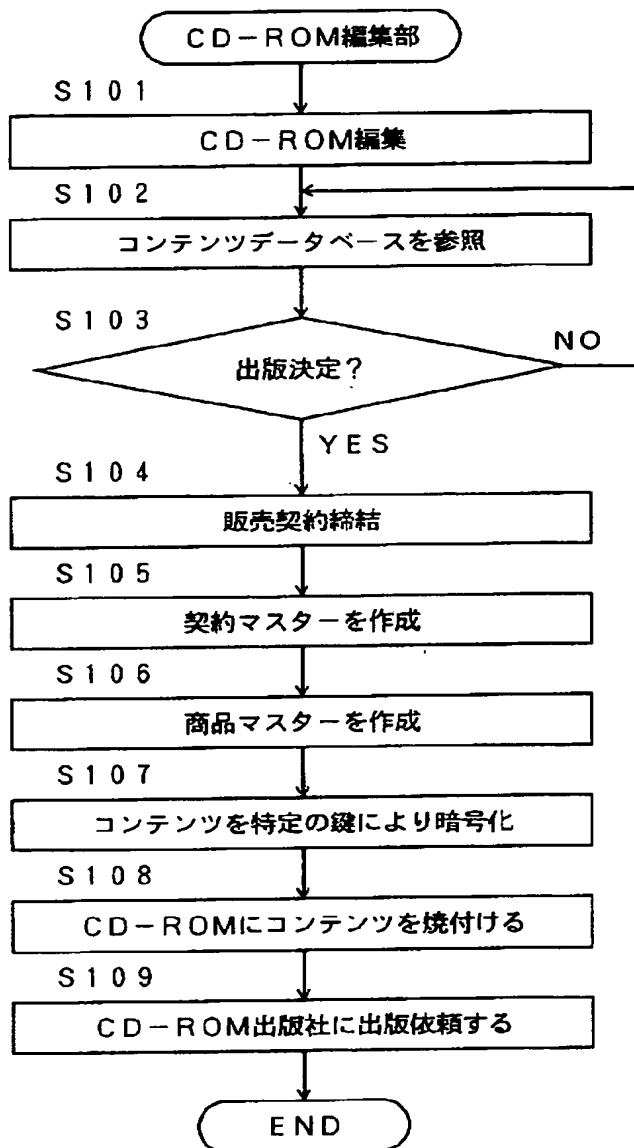 CD-ROM編集部
S101
CD-ROM編集
S102
コンテンツデータベースを参照
S103
出版決定?
NO
YES
S104
販売契約締結
S105
契約マスターを作成
S106
商品マスターを作成
S107
コンテンツを特定の鍵により暗号化
S108
CD-ROMにコンテンツを焼付ける
S109
CD-ROM出版社に出版依頼する
END